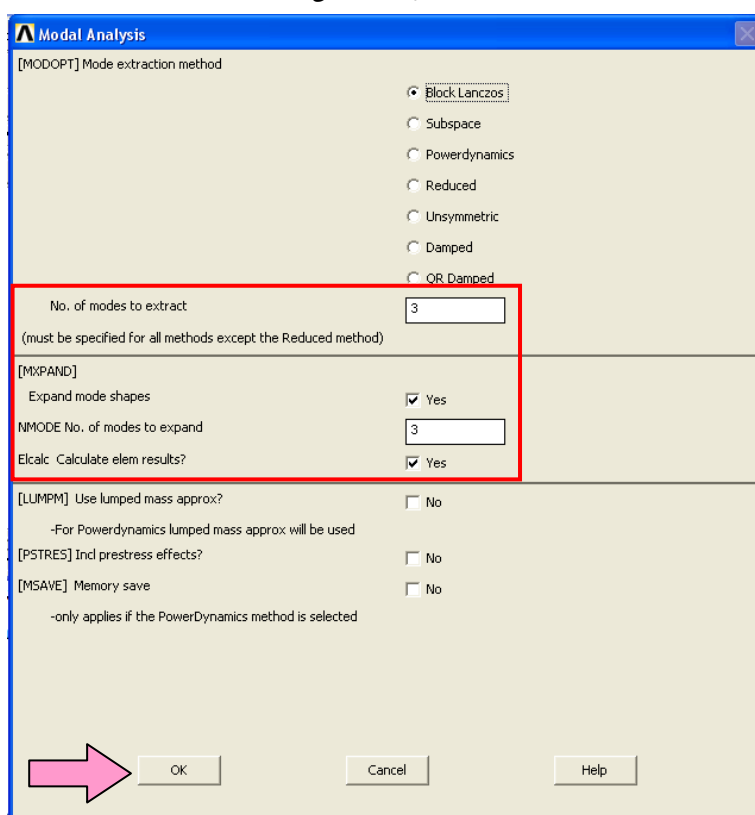 Modal Analysis
[MODOPT] Mode extraction method
Block Lanczos
Subspace
Powerdynamics
Reduced
Unsymmetric
Damped
QR Damped
No. of modes to extract 3
(must be specified for all methods except the Reduced method)
[MXPAND]
Expand mode shapes Yes
NMODE No. of modes to expand 3
Elcalc Calculate elem results? Yes
[LUMPM] Use lumped mass approx? No
-For Powerdynamics lumped mass approx will be used
[PSTRES] Incl prestress effects? No
[MSAVE] Memory save No
-only applies if the PowerDynamics method is selected
OK Cancel Help